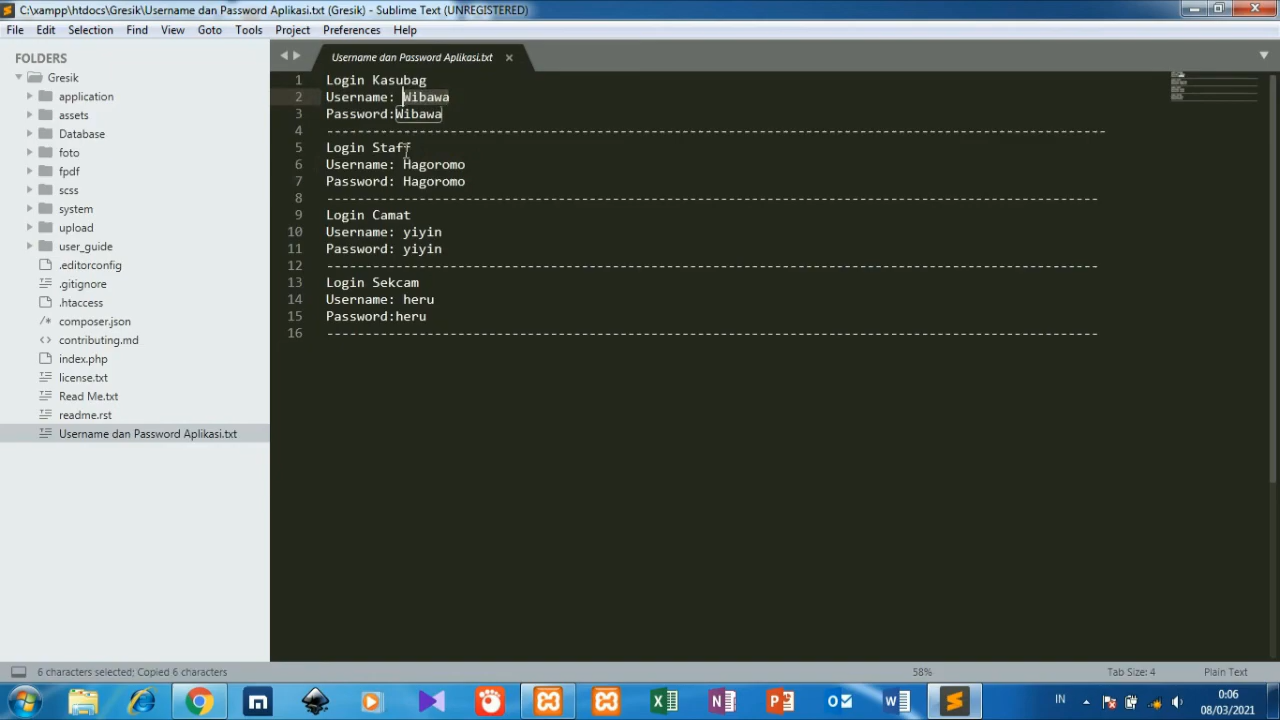 C:\xampp\htdocs\Gresik\Username dan Password Aplikasi.txt (Gresik) - Sublime Text (UNREGISTERED)
File Edit Selection Find View Goto Tools Project Preferences Help
FOLDERS
Gresik
application
assets
Database
foto
fpdf
scss
system
upload
user_guide
.editorconfig
.gitignore
.htaccess
composer.json
contributing.md
index.php
license.txt
Read Me.txt
readme.rst
Username dan Password Aplikasi.txt
Username dan Password Aplikasi.txt
1 Login Kasubag
2 Username: Wibawa
3 Password:Wibawa
4 ----------------------------------------------------------------------------------------------------
5 Login Staff
6 Username: Hagoromo
7 Password: Hagoromo
8 ---------------------------------------------------------------------------------------------------
9 Login Camat
10 Username: yiyin
11 Password: yiyin
12 ---------------------------------------------------------------------------------------------------
13 Login Sekcam
14 Username: heru
15 Password:heru
16 ---------------------------------------------------------------------------------------------------
6 characters selected; Copied 6 characters 58% Tab Size: 4 Plain Text
IN 0:06
08/03/2021